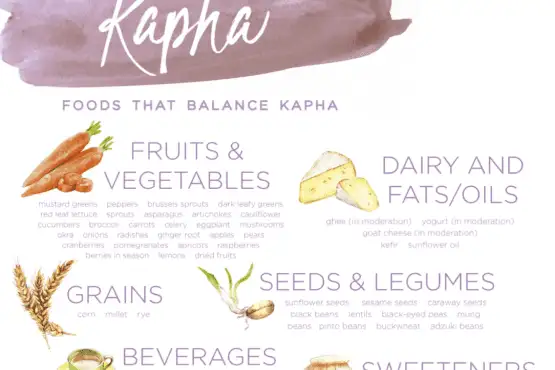 Kapha
FOODS THAT BALANCE KAPHA
FRUITS &
VEGETABLES
mustard greens peppers brussels sprouts dark leafy greens
red leaf lettuce sprouts asparagus artichokes cauliflower
cucumbers broccoli carrots celery eggplant mushrooms
okra onions radishes ginger root apples pears
cranberries pomegranates apricots raspberries
berries in season lemons dried fruits
DAIRY AND
FATS/OILS
ghee (in moderation) yogurt (in moderation)
goat cheese (in moderation)
kefir sunflower oil
GRAINS
corn millet rye
SEEDS & LEGUMES
sunflower seeds sesame seeds caraway seeds
black beans lentils black-eyed peas mung
beans pinto beans buckwheat adzuki beans
BEVERAGES
SWEETENERS